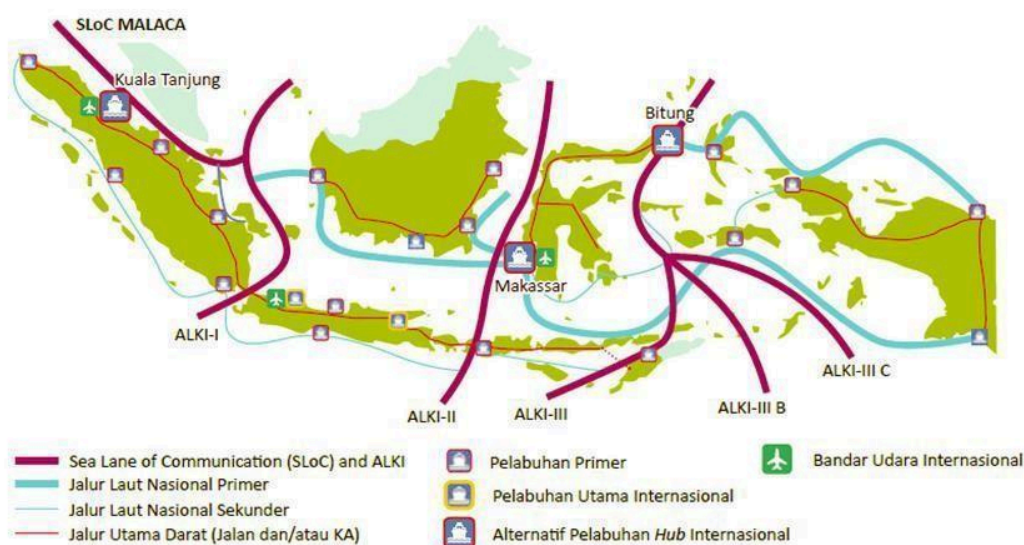 SLoC MALACA
Kuala Tanjung
Bitung
Makassar
ALKI-I
ALKI-II
ALKI-III
ALKI-III B
ALKI-III C
Sea Lane of Communication (SLoC) and ALKI
Jalur Laut Nasional Primer
Jalur Laut Nasional Sekunder
Jalur Utama Darat (Jalan dan/atau KA)
Pelabuhan Primer
Pelabuhan Utama Internasional
Alternatif Pelabuhan Hub Internasional
Bandar Udara Internasional